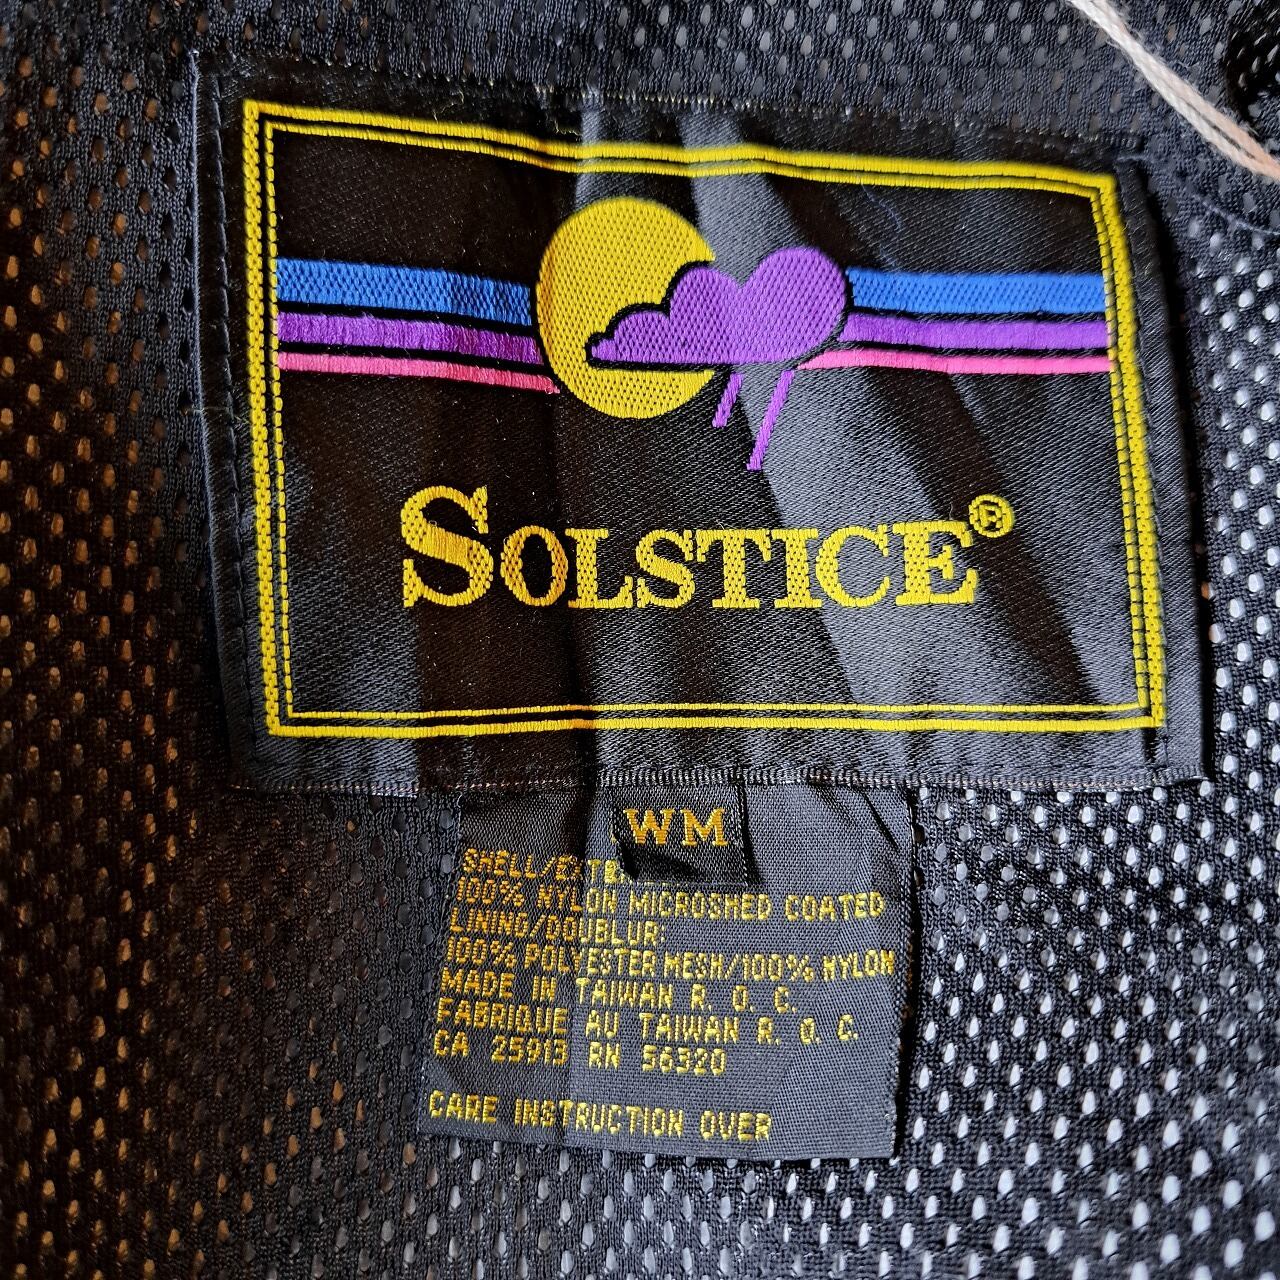 SOLSTICE®
WM
SHELL/EXTE
100% NYLON MICROSHED COATED
LINING/DOUBLUR:
100% POLYESTER MESH/100% NYLON
MADE IN TAIWAN R. O. C.
FABRIQUE AU TAIWAN R. O. C.
CA 25913 RN 56320
CARE INSTRUCTION OVER